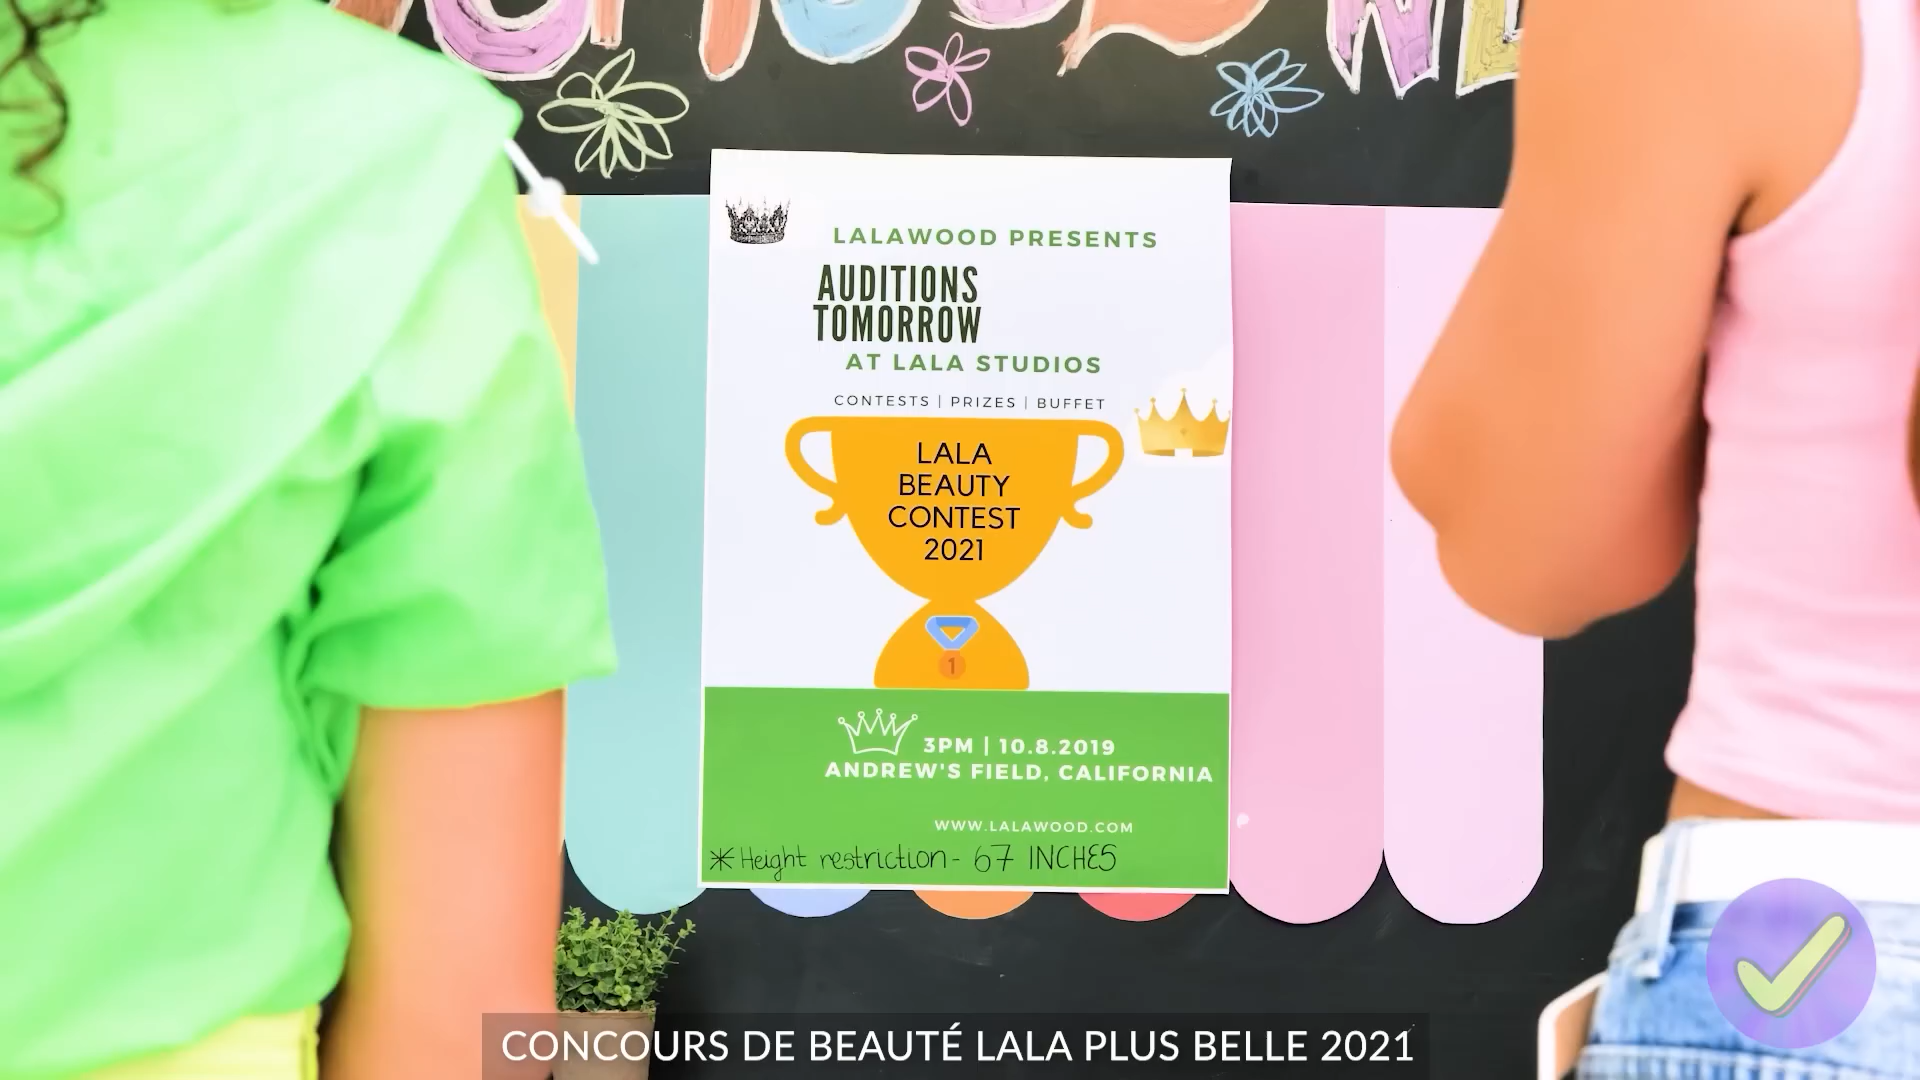 LALAWOOD PRESENTS
AUDITIONS
TOMORROW
AT LALA STUDIOS
CONTESTS | PRIZES | BUFFET
LALA
BEAUTY
CONTEST
2021
1
3PM | 10.8.2019
ANDREW'S FIELD, CALIFORNIA
WWW.LALAWOOD.COM
*Height restriction - 67 INCHES
CONCOURS DE BEAUTÉ LALA PLUS BELLE 2021